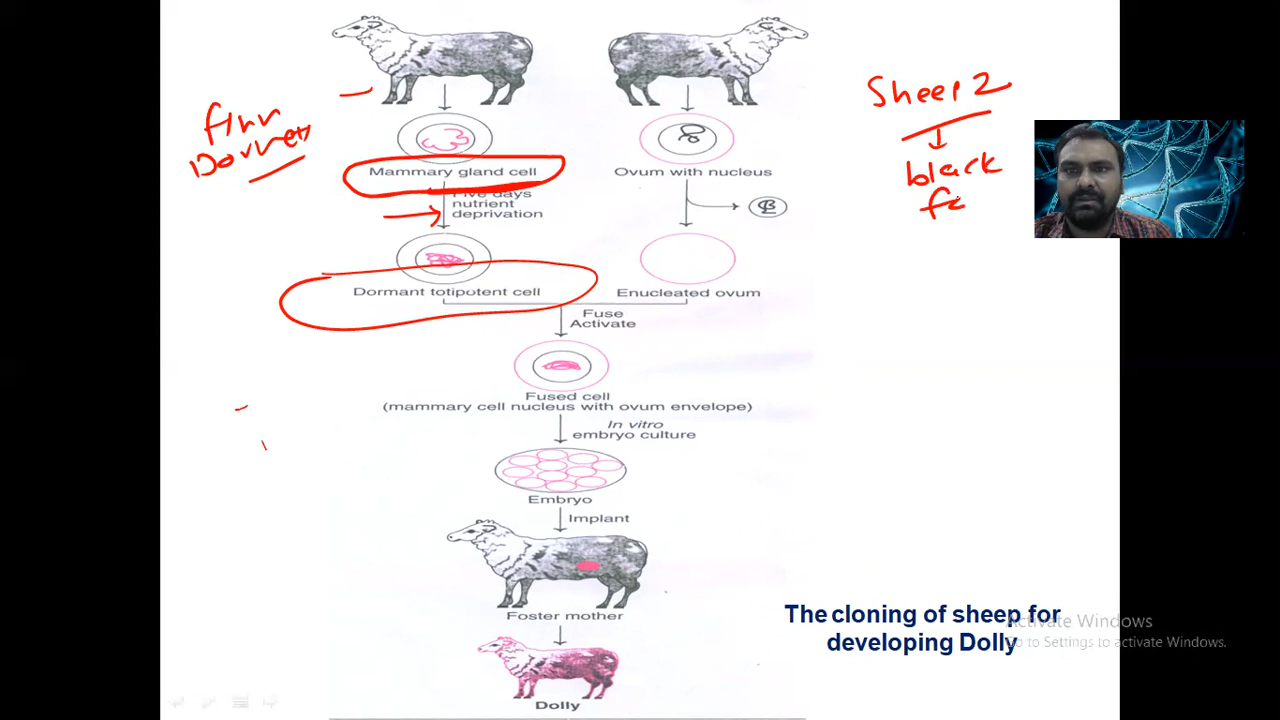 Finn
Dorset
Sheep 2
black
fa
Mammary gland cell
Ovum with nucleus
Five days
nutrient
deprivation
Dormant totipotent cell
Enucleated ovum
Fuse
Activate
Fused cell
(mammary cell nucleus with ovum envelope)
In vitro
embryo culture
Embryo
Implant
Foster mother
Dolly
The cloning of sheep for
developing Dolly
Activate Windows
Go to Settings to activate Windows.